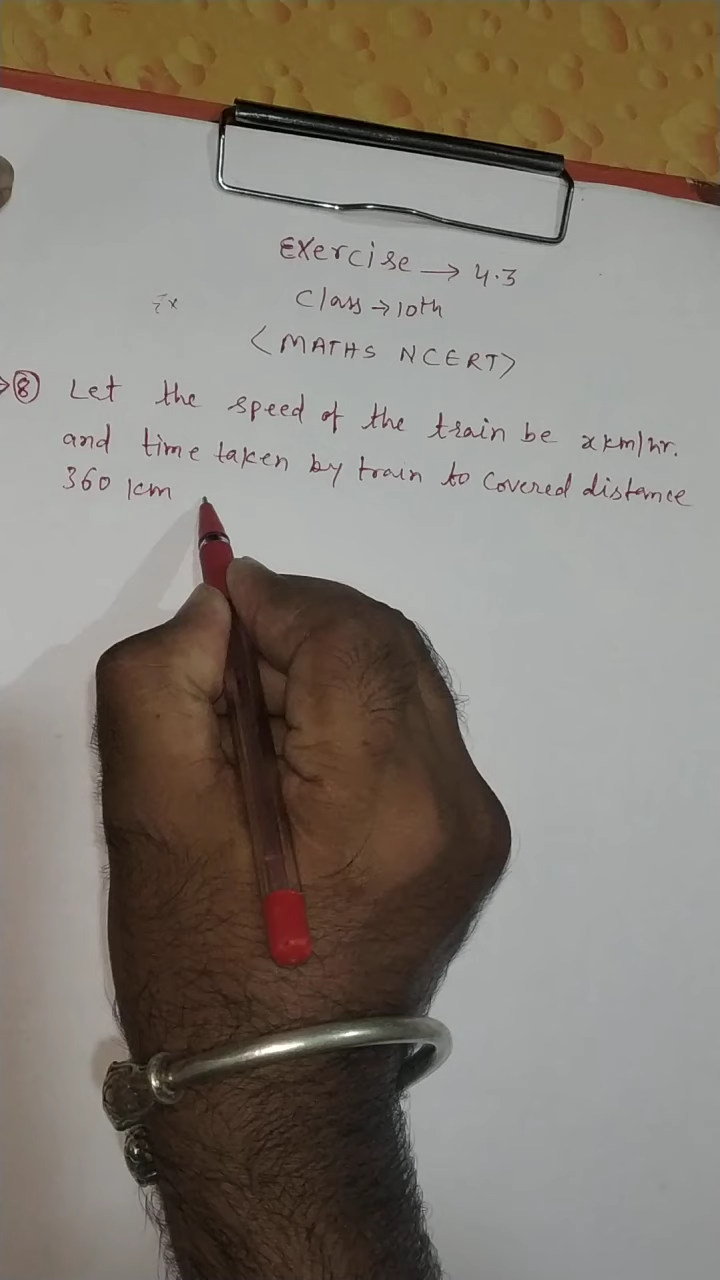 Exercise → 4.3
Ex
Class → 10th
<MATHS NCERT>
→ ⑧ Let the speed of the train be x km/hr.
and time taken by train to covered distance
360 km